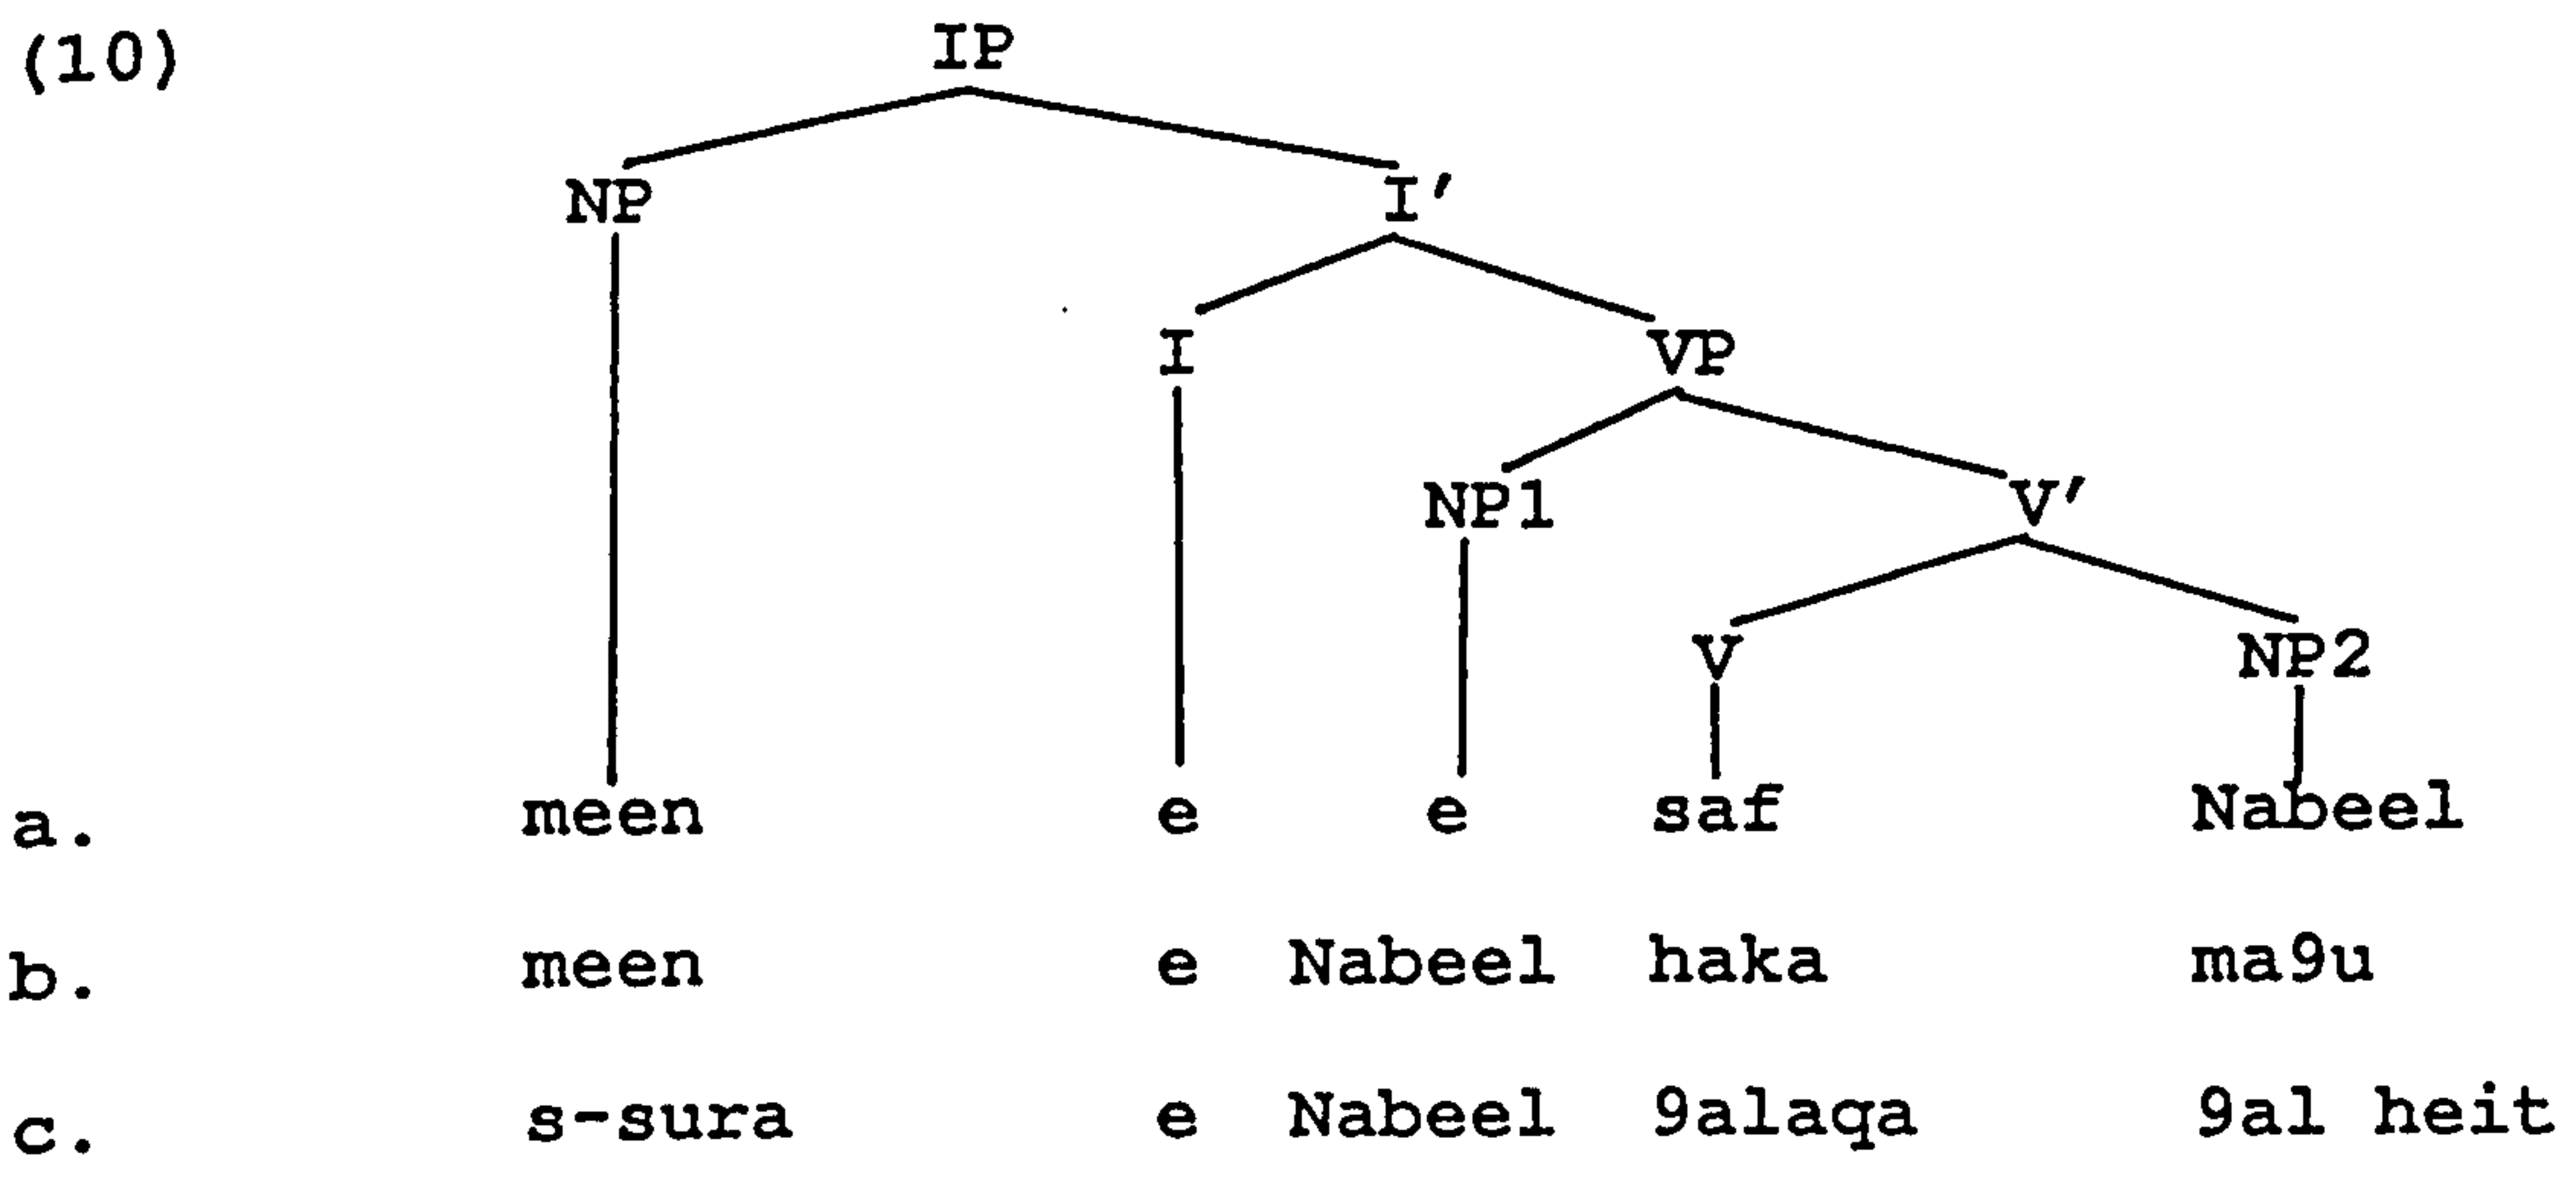 (10) IP
NP I'
I VP
NP1 V'
V NP2
a. meen e e saf Nabeel
b. meen e Nabeel haka ma9u
c. s-sura e Nabeel 9alaqa 9al heit